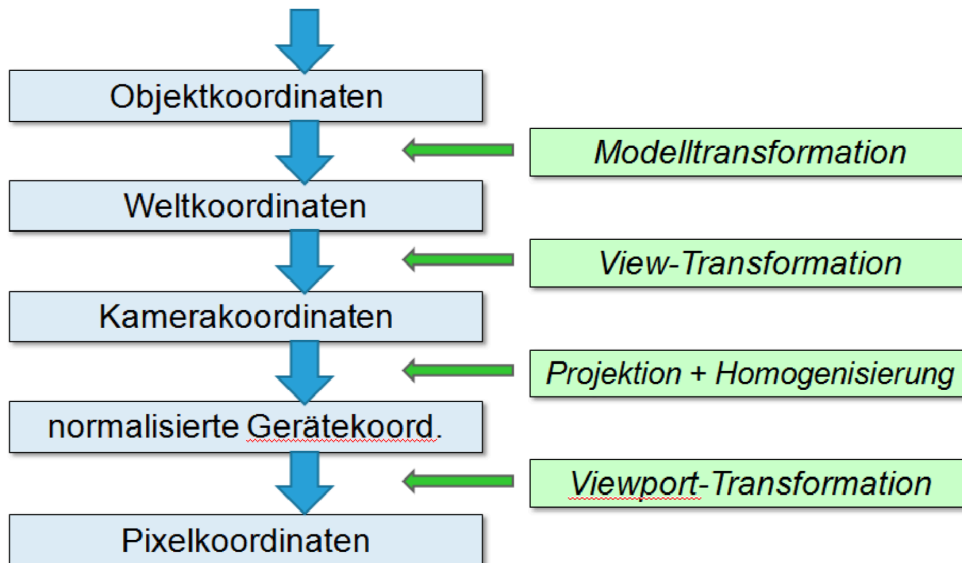 Objektkoordinaten
Modelltransformation
Weltkoordinaten
View-Transformation
Kamerakoordinaten
Projektion + Homogenisierung
normalisierte Gerätekoord.
Viewport-Transformation
Pixelkoordinaten